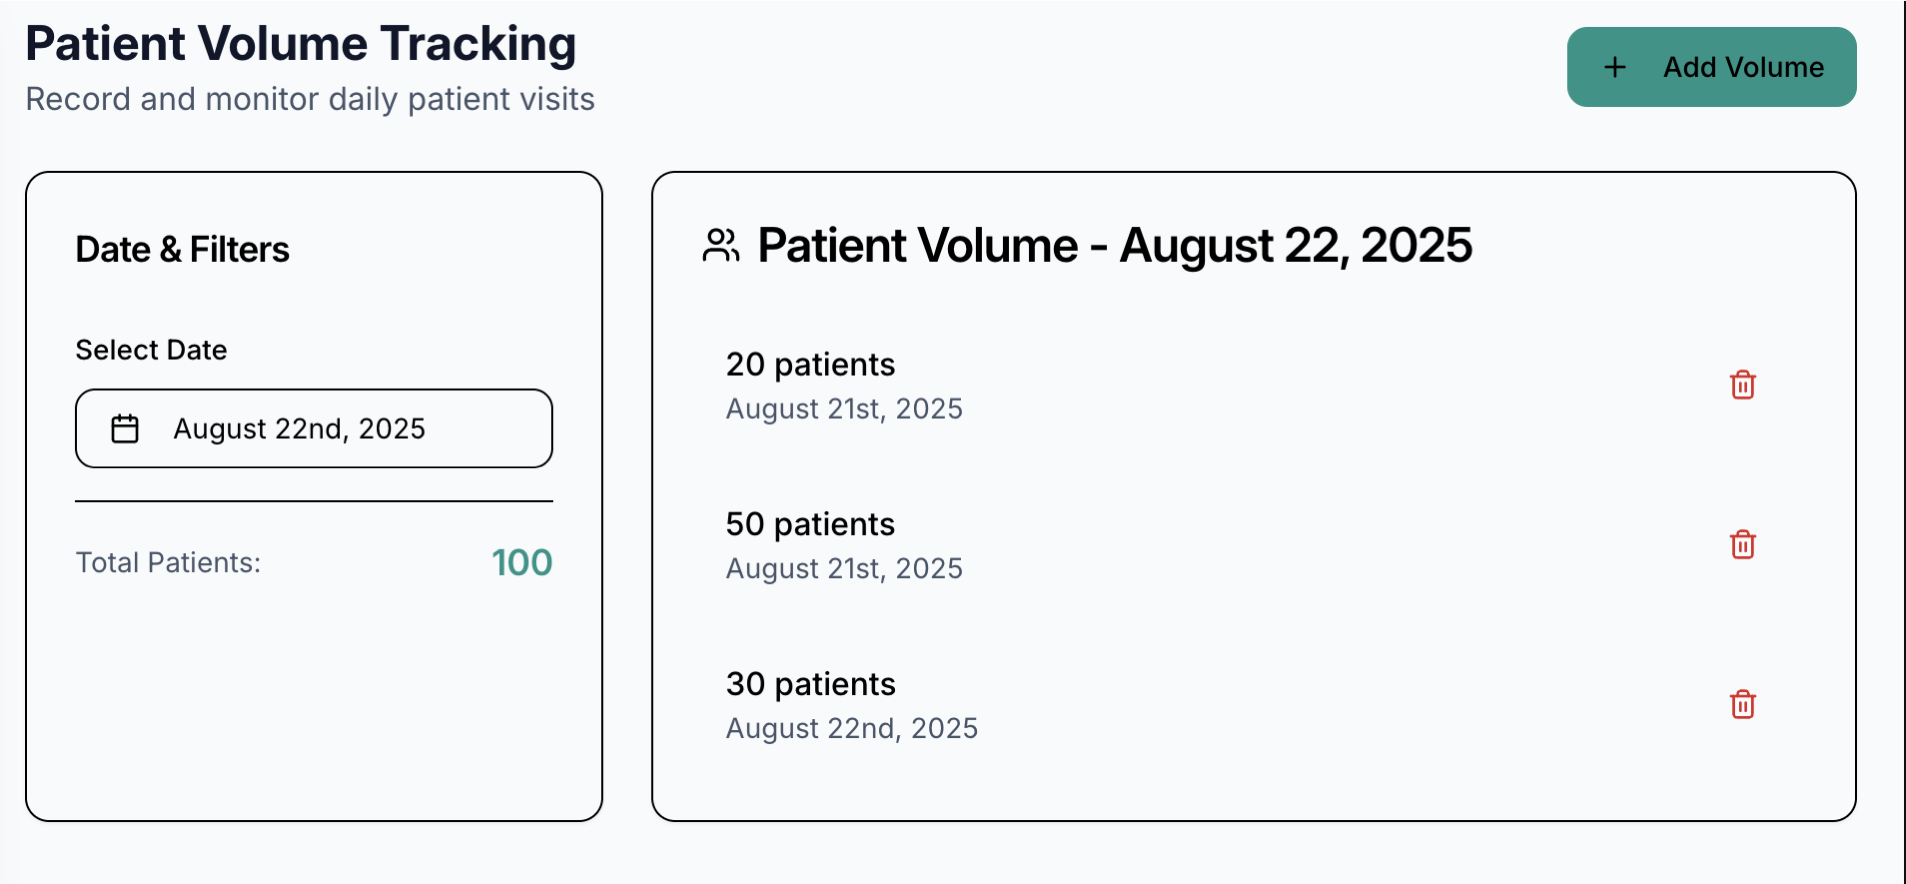 Patient Volume Tracking
Record and monitor daily patient visits
+ Add Volume
Date & Filters
Select Date
August 22nd, 2025
Total Patients: 100
Patient Volume - August 22, 2025
20 patients
August 21st, 2025
50 patients
August 21st, 2025
30 patients
August 22nd, 2025